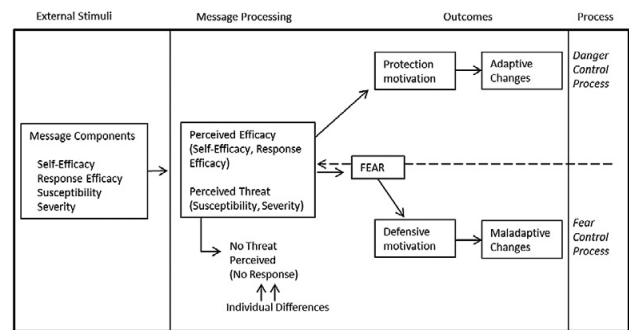 External Stimuli
Message Processing
Outcomes
Process
Message Components
Self-Efficacy
Response Efficacy
Susceptibility
Severity
Perceived Efficacy
(Self-Efficacy, Response
Efficacy)
Perceived Threat
(Susceptibility, Severity)
No Threat
Perceived
(No Response)
Individual Differences
Protection
motivation
Adaptive
Changes
FEAR
Defensive
motivation
Maladaptive
Changes
Danger
Control
Process
Fear
Control
Process